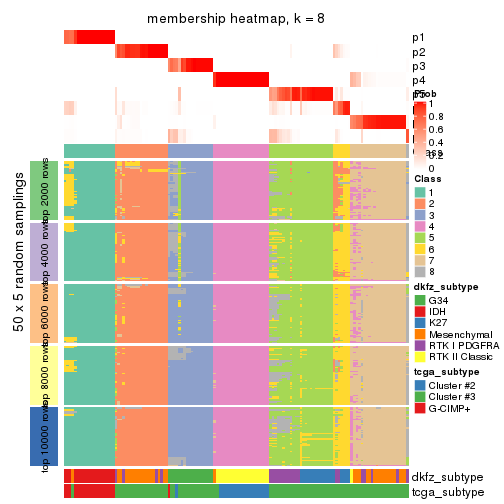 membership heatmap, k = 8
p1
p2
p3
p4
Prob
1
0.8
0.6
0.4
0.2
0
Class
1
2
3
4
5
6
7
8
dkfz_subtype
G34
IDH
K27
Mesenchymal
RTK I PDGFRA
RTK II Classic
tcga_subtype
Cluster #2
Cluster #3
G-CIMP+
50 x 5 random samplings
top 2000 rows
top 4000 rows
top 6000 rows
top 8000 rows
top 10000 rows
dkfz_subtype
tcga_subtype